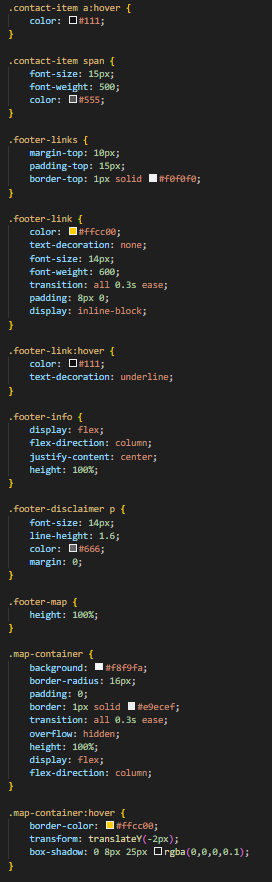 .contact-item a:hover {
    color: #111;
}

.contact-item span {
    font-size: 15px;
    font-weight: 500;
    color: #555;
}

.footer-links {
    margin-top: 10px;
    padding-top: 15px;
    border-top: 1px solid #f0f0f0;
}

.footer-link {
    color: #ffcc00;
    text-decoration: none;
    font-size: 14px;
    font-weight: 600;
    transition: all 0.3s ease;
    padding: 8px 0;
    display: inline-block;
}

.footer-link:hover {
    color: #111;
    text-decoration: underline;
}

.footer-info {
    display: flex;
    flex-direction: column;
    justify-content: center;
    height: 100%;
}

.footer-disclaimer p {
    font-size: 14px;
    line-height: 1.6;
    color: #666;
    margin: 0;
}

.footer-map {
    height: 100%;
}

.map-container {
    background: #f8f9fa;
    border-radius: 16px;
    padding: 0;
    border: 1px solid #e9ecef;
    transition: all 0.3s ease;
    overflow: hidden;
    height: 100%;
    display: flex;
    flex-direction: column;
}

.map-container:hover {
    border-color: #ffcc00;
    transform: translateY(-2px);
    box-shadow: 0 8px 25px rgba(0,0,0,0.1);
}